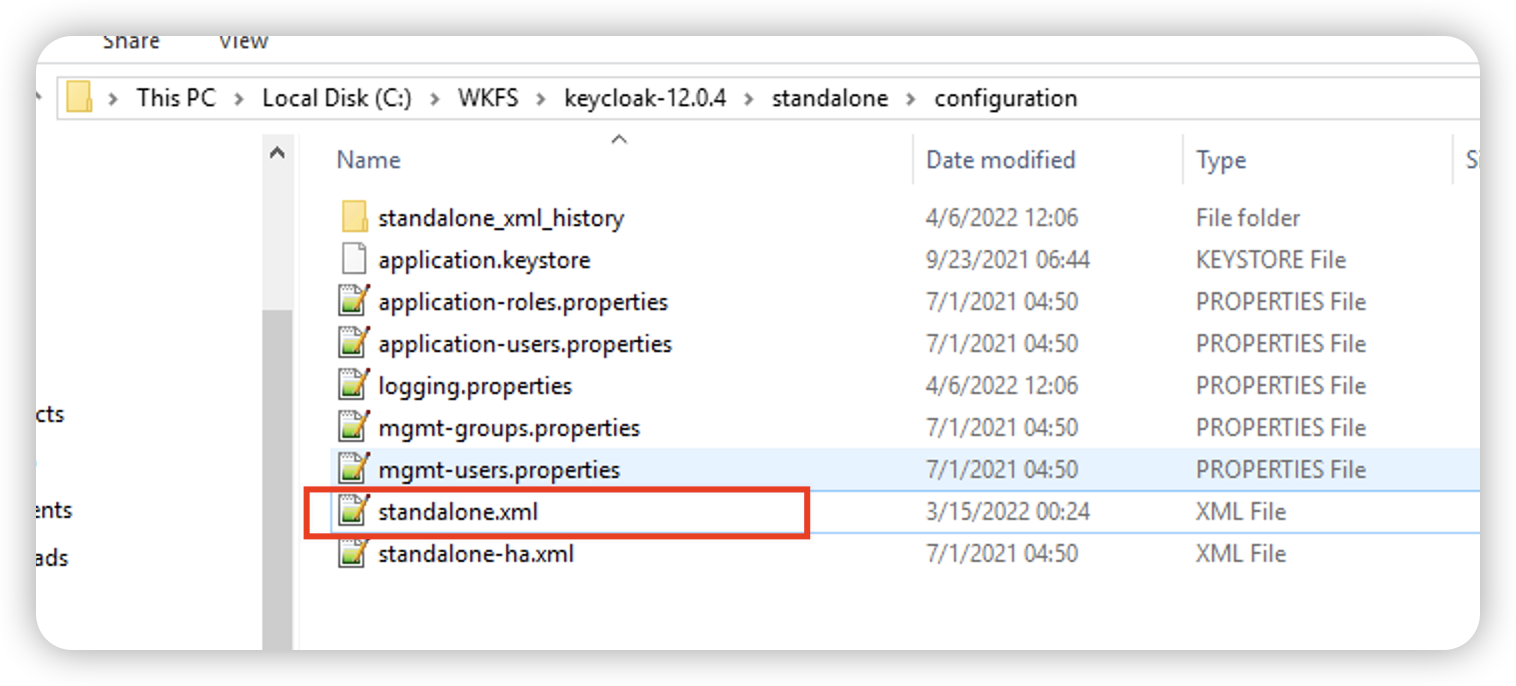 Share View
This PC > Local Disk (C:) > WKFS > keycloak-12.0.4 > standalone > configuration
Name Date modified Type
standalone_xml_history 4/6/2022 12:06 File folder
application.keystore 9/23/2021 06:44 KEYSTORE File
application-roles.properties 7/1/2021 04:50 PROPERTIES File
application-users.properties 7/1/2021 04:50 PROPERTIES File
logging.properties 4/6/2022 12:06 PROPERTIES File
cts
mgmt-groups.properties 7/1/2021 04:50 PROPERTIES File
mgmt-users.properties 7/1/2021 04:50 PROPERTIES File
ents standalone.xml 3/15/2022 00:24 XML File
ads standalone-ha.xml 7/1/2021 04:50 XML File